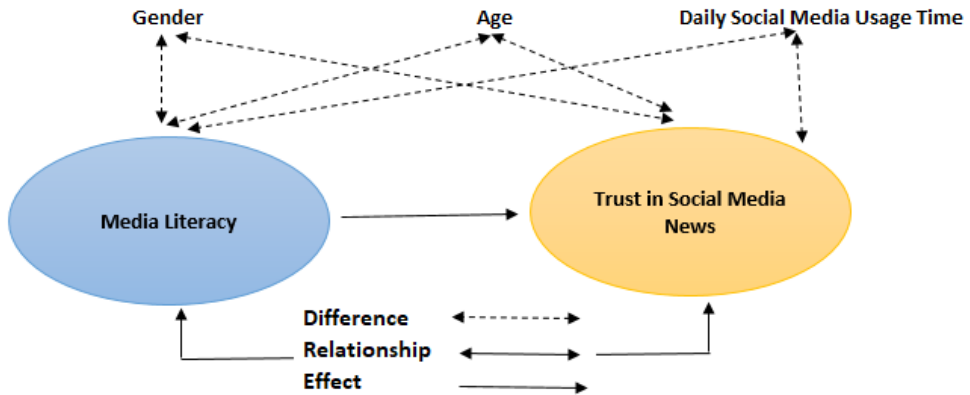 Gender
Age
Daily Social Media Usage Time
Media Literacy
Trust in Social Media
News
Difference
Relationship
Effect